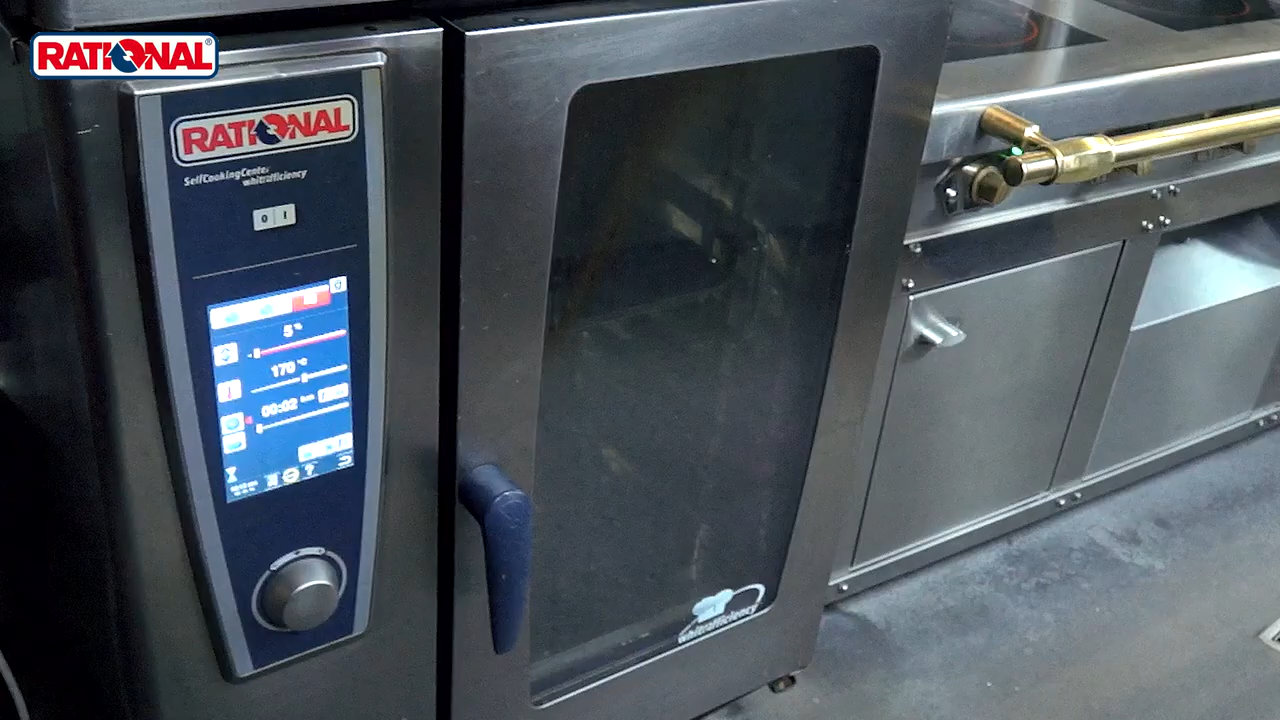 RATIONAL®
RATIONAL
SelfCookingCenter
whitefficiency
0 I
5 %
170 °C
00:02
?
whitefficiency